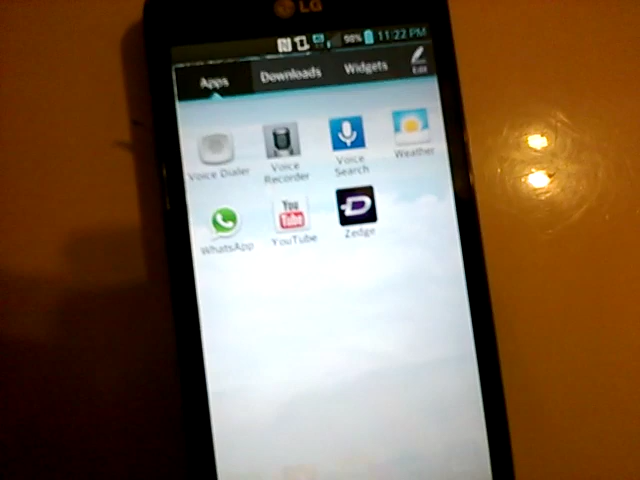 LG
98% 11:22 PM
Apps Downloads Widgets Edit
Voice Dialer Voice Recorder Voice Search Weather
You Tube
WhatsApp YouTube Zedge